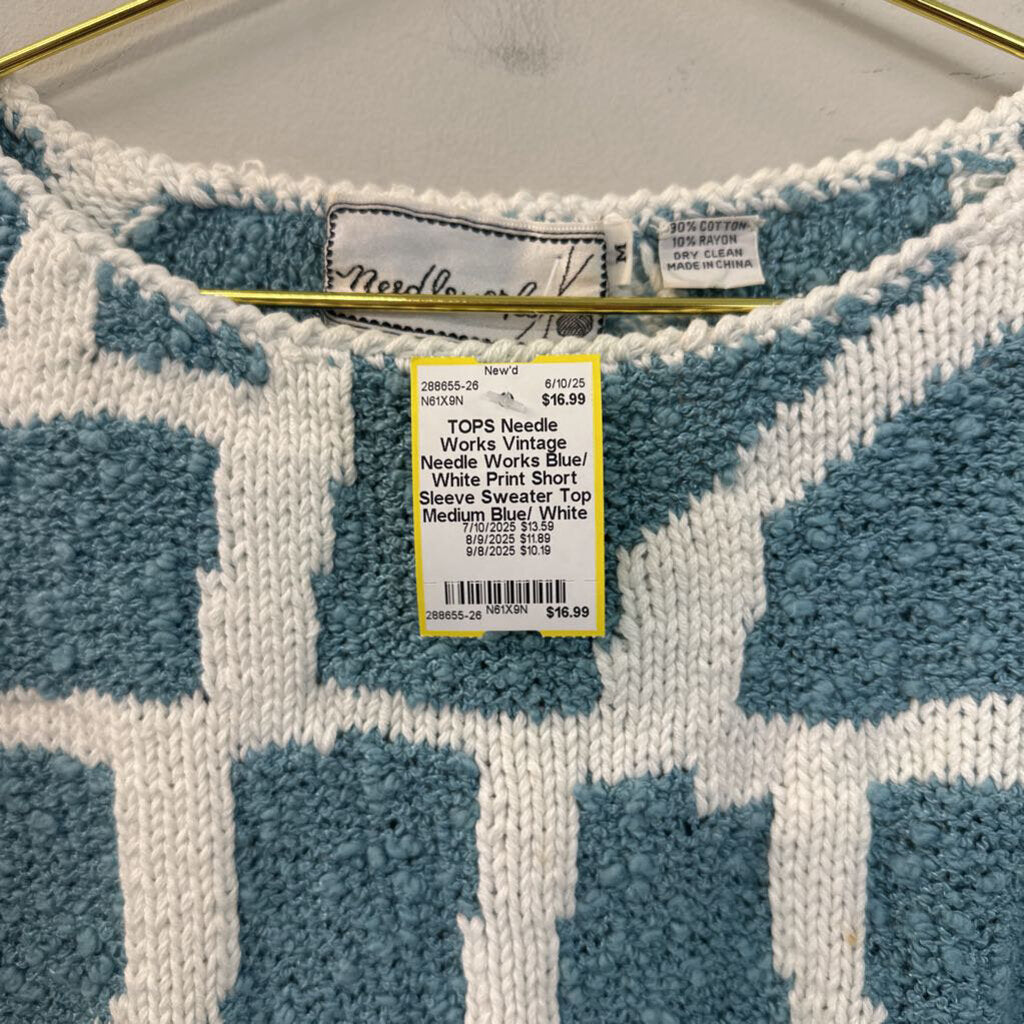 Needleworks
M
90% COTTON
10% RAYON
DRY CLEAN
MADE IN CHINA
New'd
288655-26 6/10/25
N61X9N $16.99
TOPS Needle
Works Vintage
Needle Works Blue/
White Print Short
Sleeve Sweater Top
Medium Blue/ White
7/10/2025 $13.59
8/9/2025 $11.89
9/8/2025 $10.19
288655-26 N61X9N $16.99